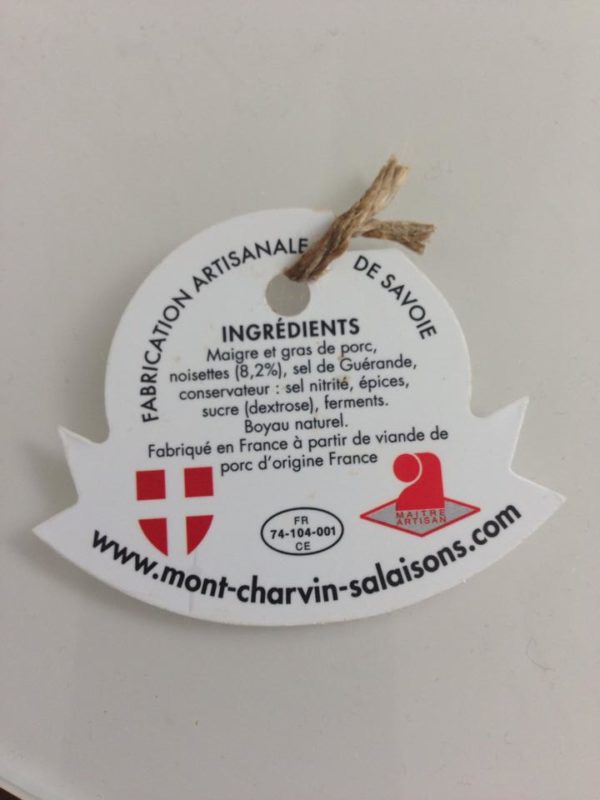 FABRICATION ARTISANALE DE SAVOIE
INGRÉDIENTS
Maigre et gras de porc,
noisettes (8,2%), sel de Guérande,
conservateur : sel nitrité, épices,
sucre (dextrose), ferments.
Boyau naturel.
Fabriqué en France à partir de viande de
porc d'origine France
MAITRE
ARTISAN
FR
74-104-001
CE
www.mont-charvin-salaisons.com